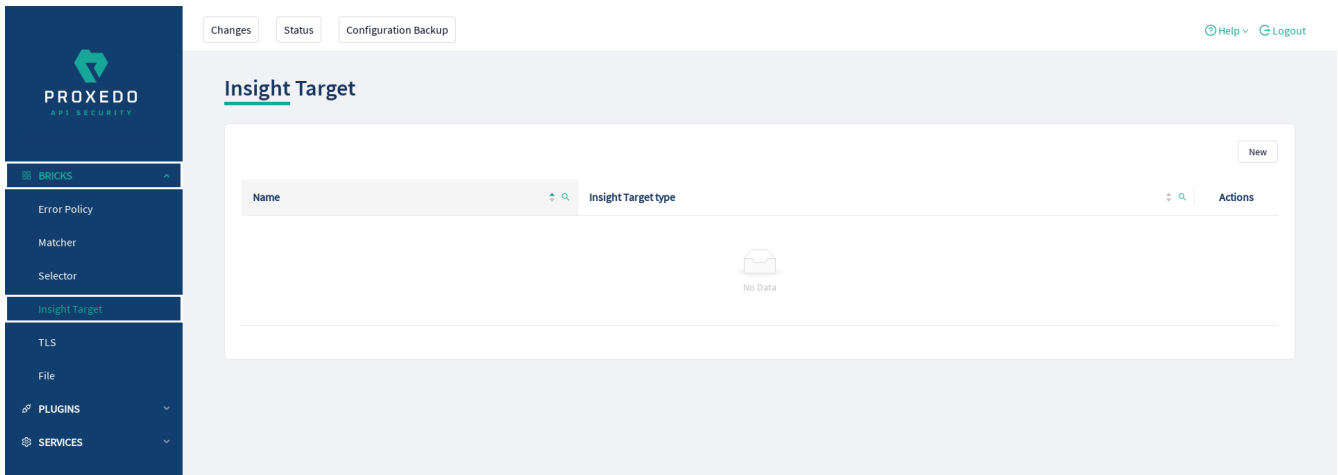 Changes Status Configuration Backup Help Logout
PROXEDO
API SECURITY
Insight Target
New
BRICKS
Name Insight Target type Actions
Error Policy
Matcher
Selector
No Data
Insight Target
TLS
File
PLUGINS
SERVICES